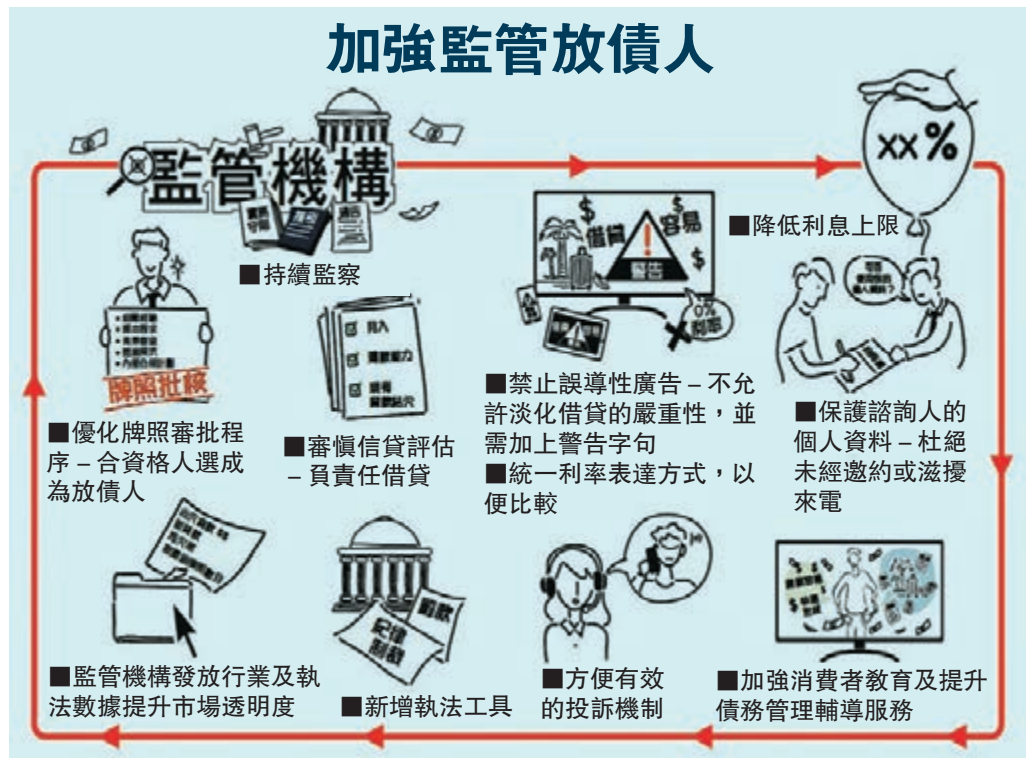 加強監管放債人
監管機構
xx%
■持續監察
借貸
容易
警告
0%
利率
■降低利息上限
牌照批核
■優化牌照審批程
序 – 合資格人選成
為放債人
月入
還款能力
■審慎信貸評估
– 負責任借貸
■禁止誤導性廣告 – 不允
許淡化借貸的嚴重性，並
需加上警告字句
■統一利率表達方式，以
便比較
■保護諮詢人的
個人資料 – 杜絕
未經邀約或滋擾
來電
■監管機構發放行業及執
法數據提升市場透明度
罰款
紀律
制裁
■新增執法工具
■方便有效
的投訴機制
■加強消費者教育及提升
債務管理輔導服務